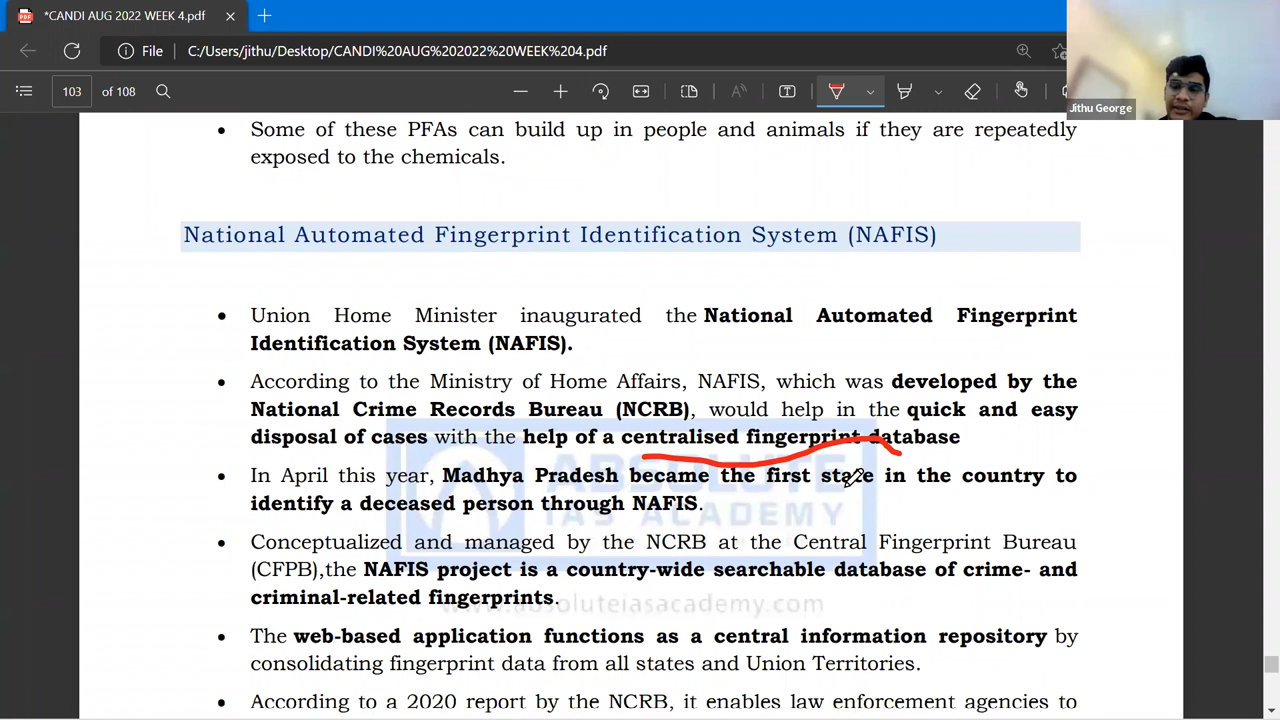 *CANDI AUG 2022 WEEK 4.pdf
File C:/Users/jithu/Desktop/CANDI%20AUG%202022%20WEEK%204.pdf
103 of 108
Jithu George
• Some of these PFAs can build up in people and animals if they are repeatedly
exposed to the chemicals.
National Automated Fingerprint Identification System (NAFIS)
• Union Home Minister inaugurated the National Automated Fingerprint
Identification System (NAFIS).
• According to the Ministry of Home Affairs, NAFIS, which was developed by the
National Crime Records Bureau (NCRB), would help in the quick and easy
disposal of cases with the help of a centralised fingerprint database
• In April this year, Madhya Pradesh became the first state in the country to
identify a deceased person through NAFIS.
• Conceptualized and managed by the NCRB at the Central Fingerprint Bureau
(CFPB),the NAFIS project is a country-wide searchable database of crime- and
criminal-related fingerprints.
• The web-based application functions as a central information repository by
consolidating fingerprint data from all states and Union Territories.
• According to a 2020 report by the NCRB, it enables law enforcement agencies to
ABSOLUTE
IAS ACADEMY
www.absoluteiasacademy.com